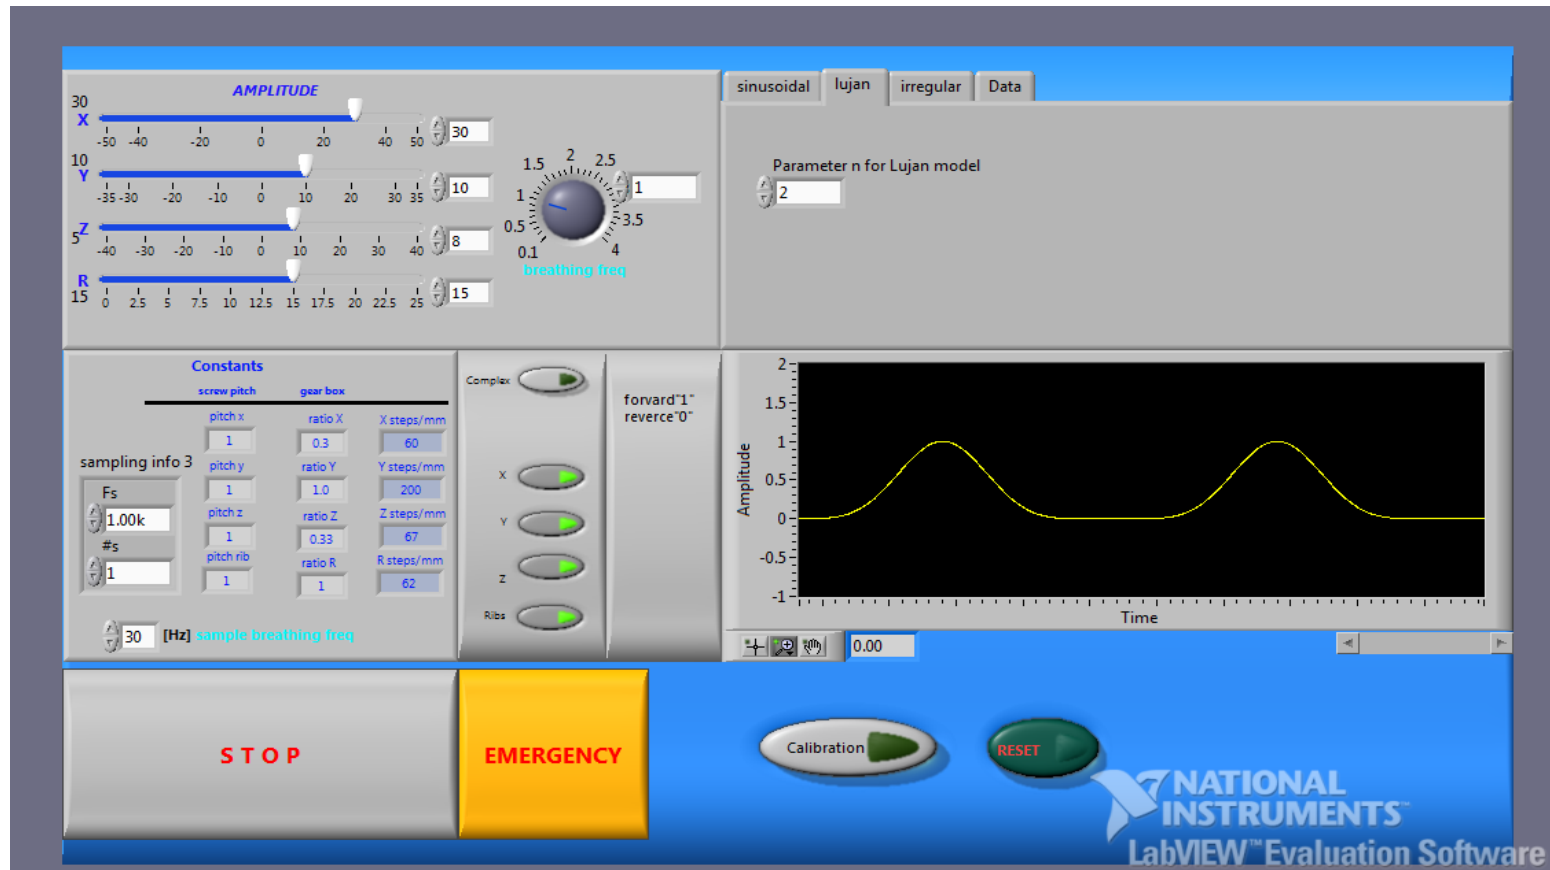 AMPLITUDE
30
X
-50 -40 -20 0 20 40 50
30
10
Y
-35 -30 -20 -10 0 10 20 30 35
10
Z
5
-40 -30 -20 -10 0 10 20 30 40
8
R
15
0 2.5 5 7.5 10 12.5 15 17.5 20 22.5 25
15
0.1 0.5 1 1.5 2 2.5 3.5 4
1
breathing freq
sinusoidal lujan irregular Data
Parameter n for Lujan model
2
Constants
screw pitch gear box
pitch x ratio X X steps/mm
1 0.3 60
pitch y ratio Y Y steps/mm
1 1.0 200
pitch z ratio Z Z steps/mm
1 0.33 67
pitch rib ratio R R steps/mm
1 1 62
sampling info 3
Fs
1.00k
#s
1
30 [Hz] sample breathing freq
Complex
X
Y
Z
Ribs
forvard"1"
reverce"0"
Amplitude
2
1.5
1
0.5
0
-0.5
-1
Time
0.00
STOP
EMERGENCY
Calibration
RESET
NATIONAL
INSTRUMENTS™
LabVIEW™ Evaluation Software